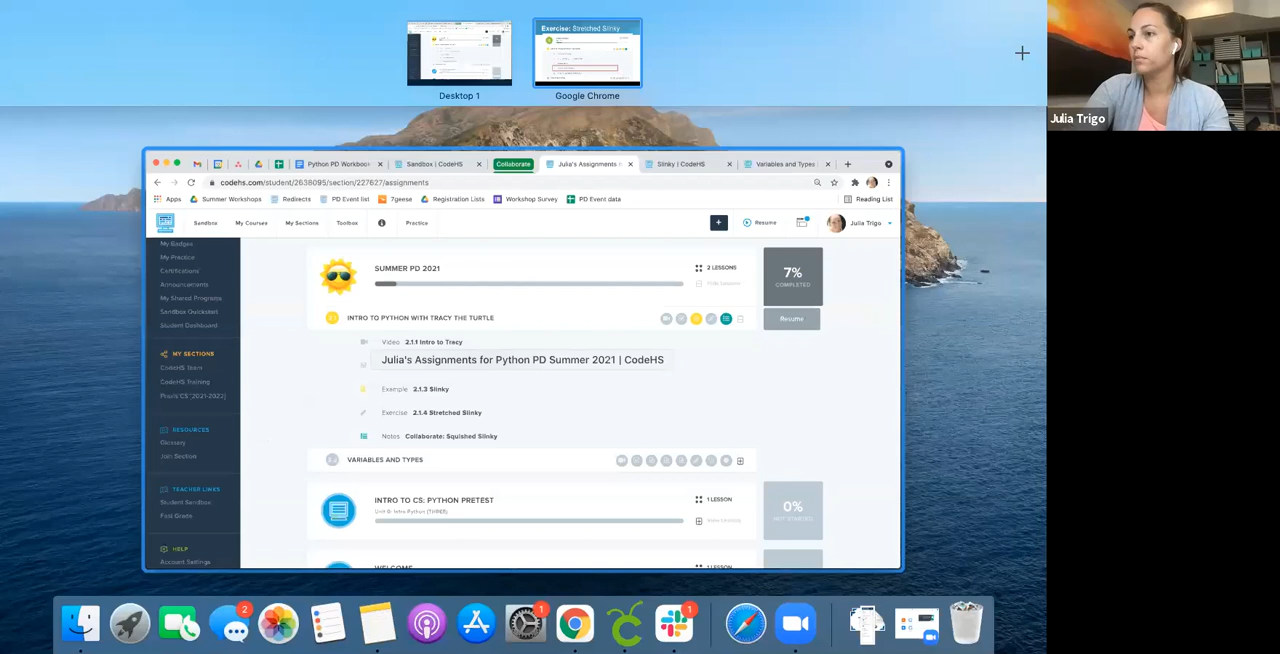 Exercise: Stretched Slinky
Desktop 1
Google Chrome
Julia Trigo
Python PD Workbook
Sandbox | CodeHS
Collaborate
Julia's Assignments
Slinky | CodeHS
Variables and Types
codehs.com/student/2638095/section/227627/assignments
Apps
Summer Workshops
Redirects
PD Event list
7geese
Registration Lists
Workshop Survey
PD Event data
Reading List
Sandbox
My Courses
My Sections
Toolbox
Practice
+
Resume
Julia Trigo
My Badges
My Practice
Certifications
Announcements
My Shared Programs
Sandbox Quickstart
Student Dashboard
MY SECTIONS
CodeHS Team
CodeHS Training
RESOURCES
Glossary
Join Section
TEACHER LINKS
Student Sandbox
Fast Grade
HELP
Account Settings
SUMMER PD 2021
2 LESSONS
7%
COMPLETED
INTRO TO PYTHON WITH TRACY THE TURTLE
Resume
Video 2.1.1 Intro to Tracy
Julia's Assignments for Python PD Summer 2021 | CodeHS
Example 2.1.3 Slinky
Exercise 2.1.4 Stretched Slinky
Notes Collaborate: Squished Slinky
VARIABLES AND TYPES
INTRO TO CS: PYTHON PRETEST
1 LESSON
0%
NOT STARTED
WELCOME
1 LESSON
2
1
1